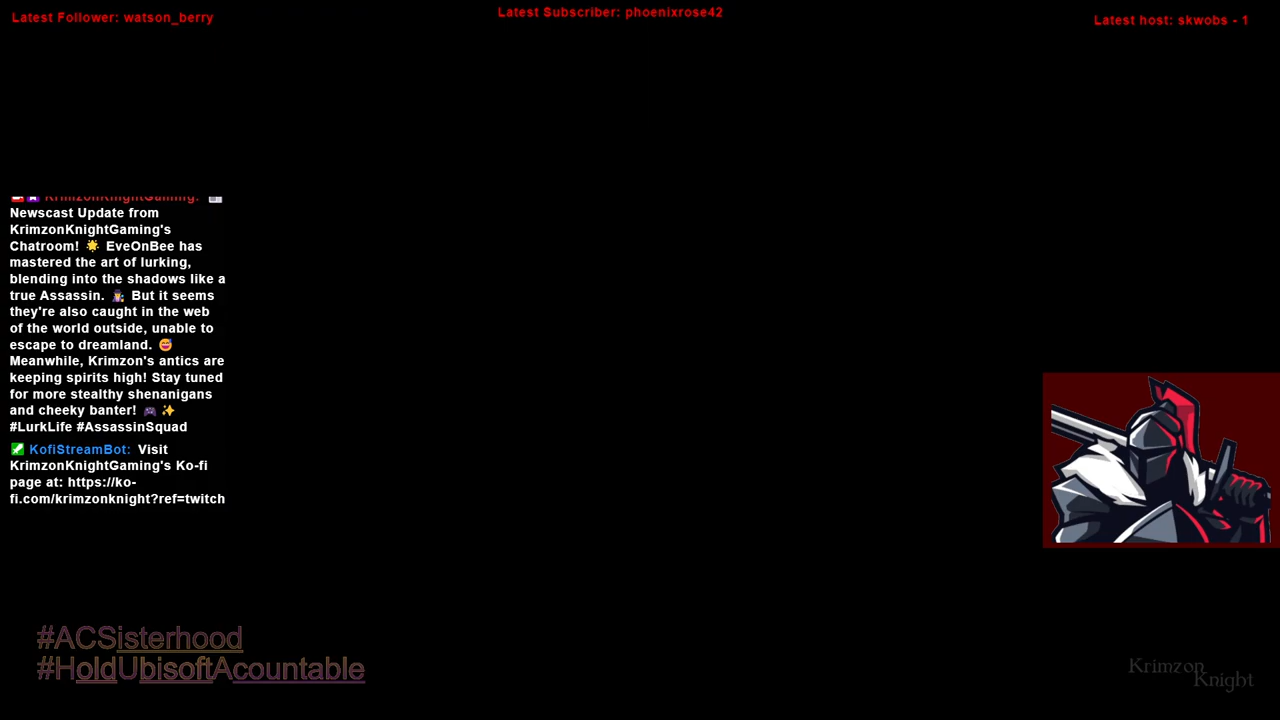 Latest Follower: watson_berry
Latest Subscriber: phoenixrose42
Latest host: skwobs - 1
KrimzonKnightGaming: 📰
Newscast Update from
KrimzonKnightGaming's
Chatroom! 🌟 EveOnBee has
mastered the art of lurking,
blending into the shadows like a
true Assassin. 🕵️‍♀️ But it seems
they're also caught in the web
of the world outside, unable to
escape to dreamland. 😅
Meanwhile, Krimzon's antics are
keeping spirits high! Stay tuned
for more stealthy shenanigans
and cheeky banter! 🎮 ✨
#LurkLife #AssassinSquad
KofiStreamBot: Visit
KrimzonKnightGaming's Ko-fi
page at: https://ko-
fi.com/krimzonknight?ref=twitch
#ACSisterhood
#HoldUbisoftAcountable
Krimzon
Knight